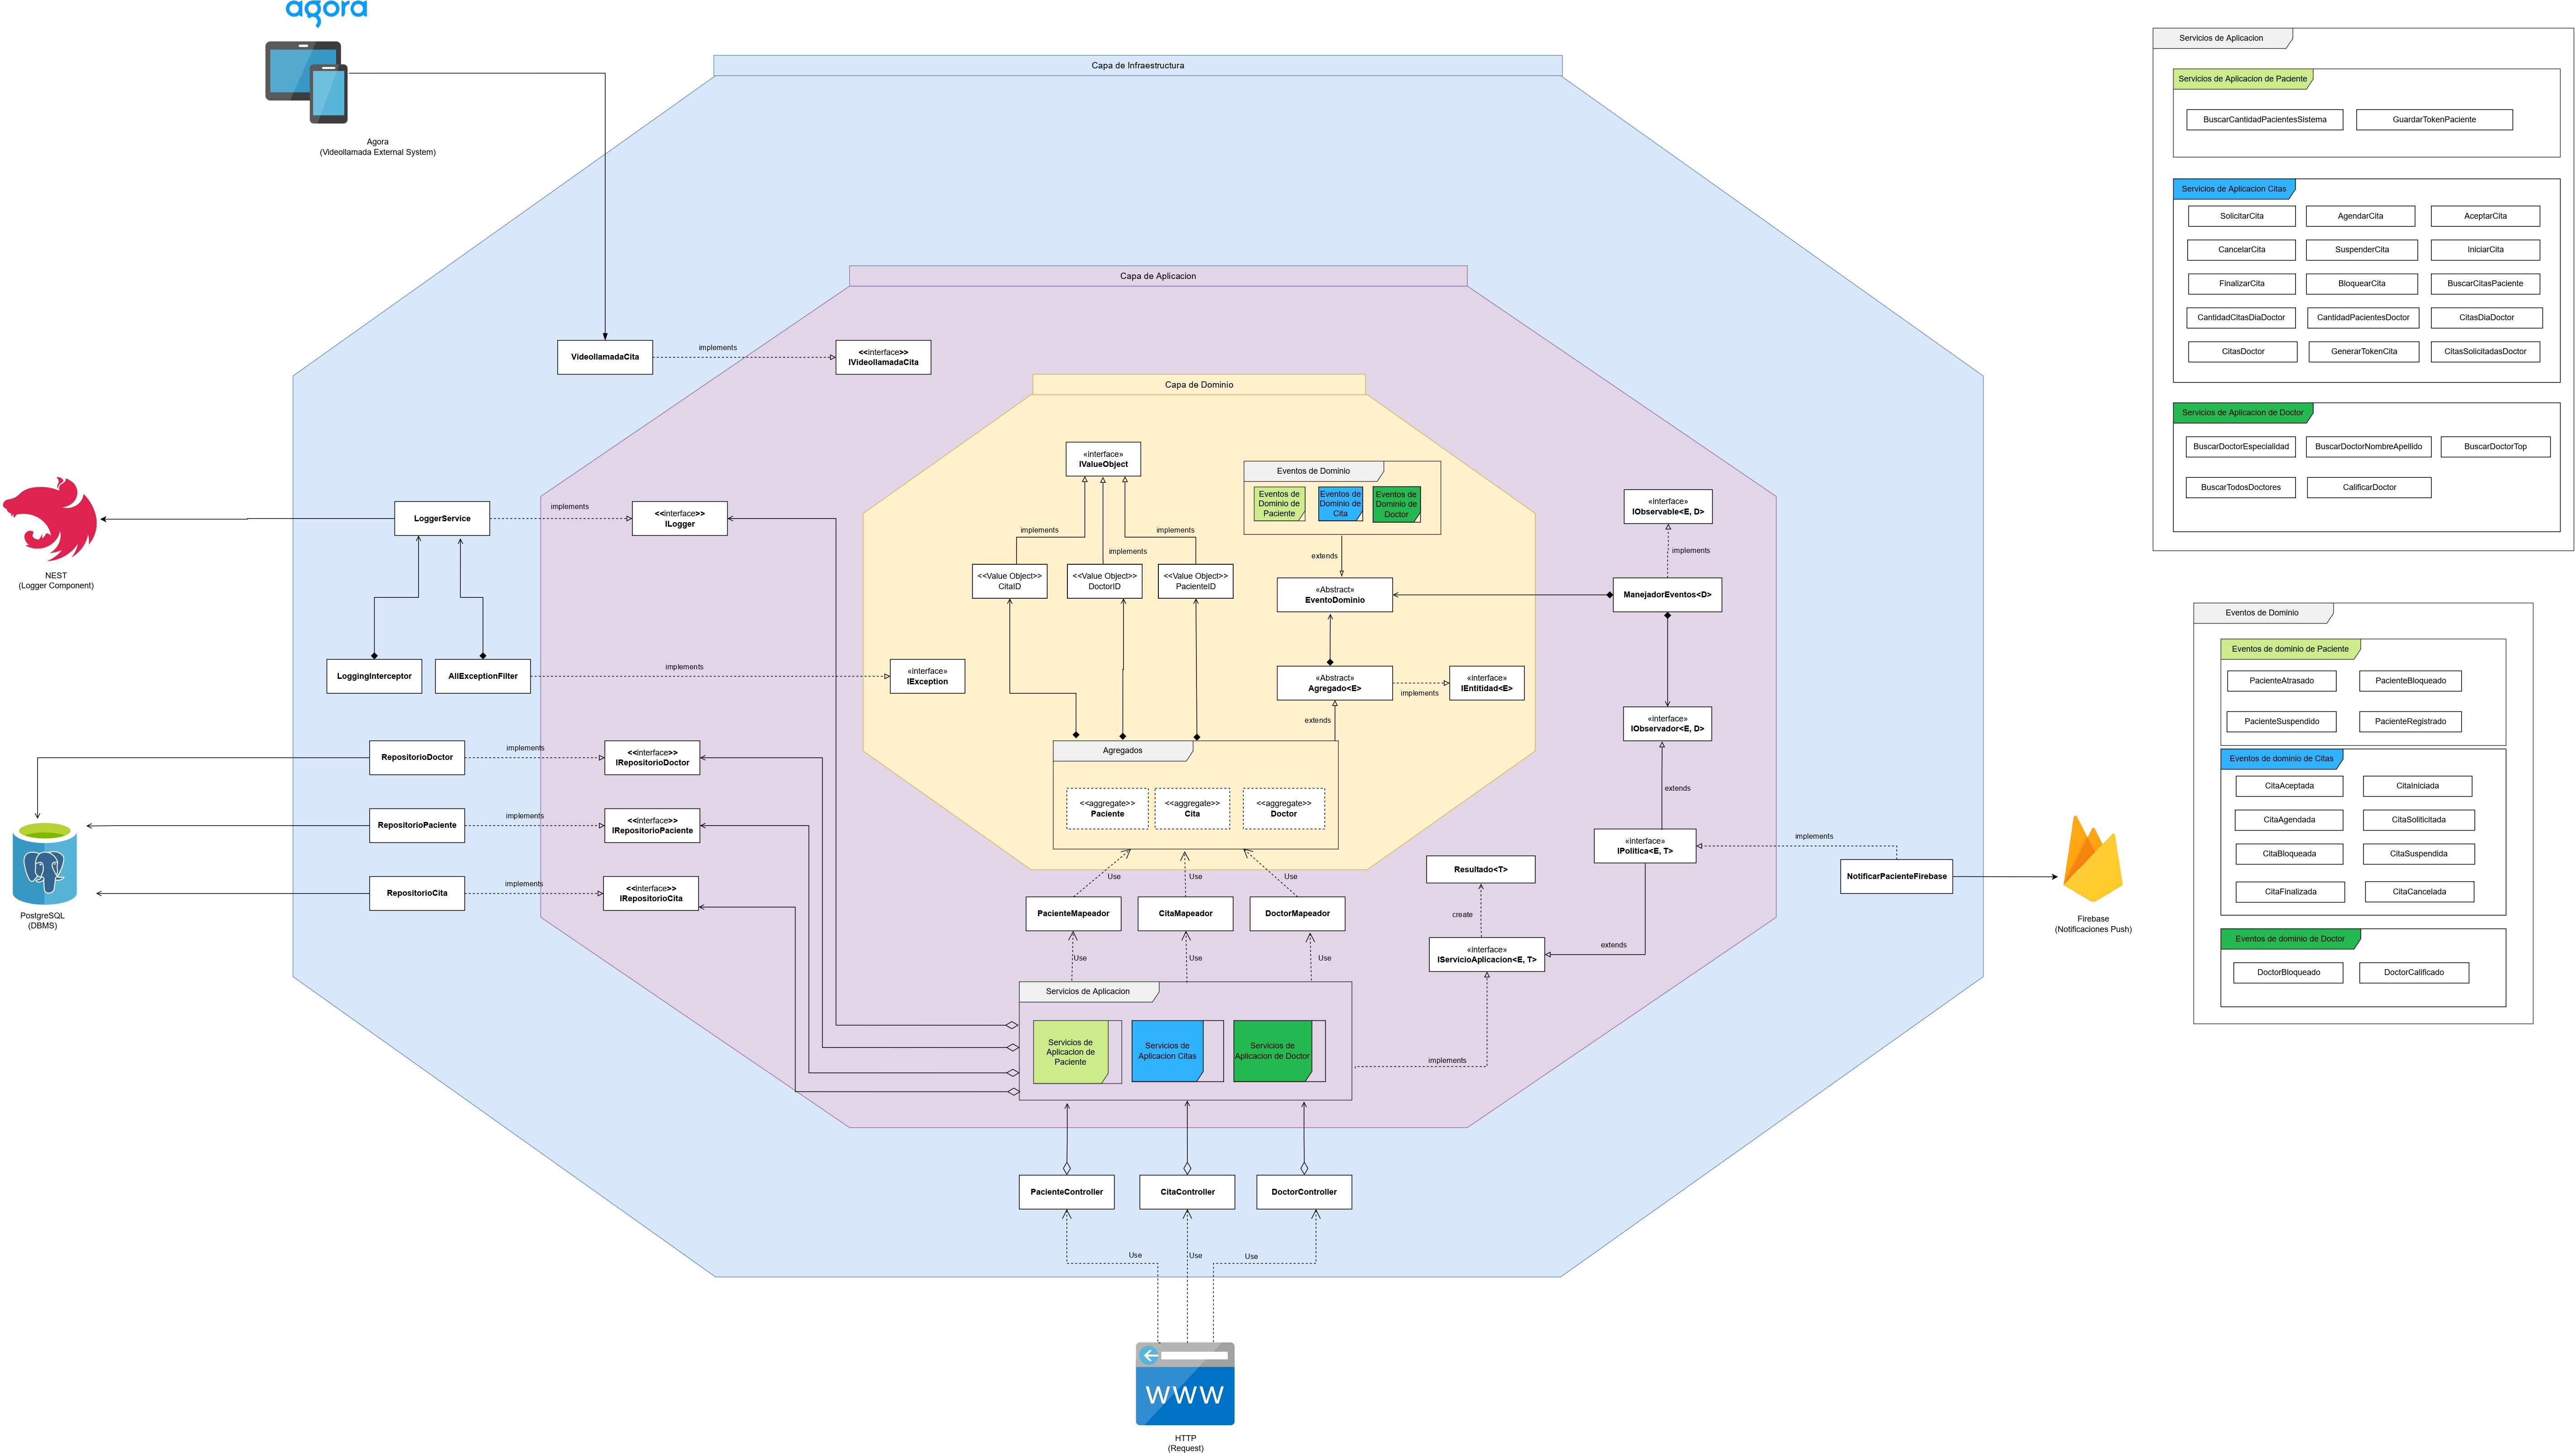 agora
Agora
(Videollamada External System)
Capa de Infraestructura
Capa de Aplicacion
Capa de Dominio
VideollamadaCita
implements
<<interface>>
IVideollamadaCita
«interface»
IValueObject
implements
implements
implements
<<Value Object>>
CitaID
<<Value Object>>
DoctorID
<<Value Object>>
PacienteID
Eventos de Dominio
Eventos de
Dominio de
Paciente
Eventos de
Dominio de
Cita
Eventos de
Dominio de
Doctor
extends
«Abstract»
EventoDominio
«Abstract»
Agregado<E>
implements
«interface»
IEntidad<E>
extends
Agregados
<<aggregate>>
Paciente
<<aggregate>>
Cita
<<aggregate>>
Doctor
NEST
(Logger Component)
LoggerService
implements
<<interface>>
ILogger
LoggingInterceptor
AllExceptionFilter
implements
«interface»
IException
RepositorioDoctor
implements
<<interface>>
IRepositorioDoctor
RepositorioPaciente
implements
<<interface>>
IRepositorioPaciente
RepositorioCita
implements
<<interface>>
IRepositorioCita
PostgreSQL
(DBMS)
«interface»
IObservable<E, D>
implements
ManejadorEventos<D>
«interface»
IObservador<E, D>
extends
«interface»
IPolitica<E, T>
implements
NotificarPacienteFirebase
Firebase
(Notificaciones Push)
Resultado<T>
create
«interface»
IServicioAplicacion<E, T>
extends
implements
Use
Use
Use
PacienteMapeador
CitaMapeador
DoctorMapeador
Use
Use
Use
Servicios de Aplicacion
Servicios de
Aplicacion de
Paciente
Servicios de
Aplicacion Citas
Servicios de
Aplicacion de Doctor
PacienteController
CitaController
DoctorController
Use
Use
Use
WWW
HTTP
(Request)
Servicios de Aplicacion
Servicios de Aplicacion de Paciente
BuscarCantidadPacientesSistema
GuardarTokenPaciente
Servicios de Aplicacion Citas
SolicitarCita
AgendarCita
AceptarCita
CancelarCita
SuspenderCita
IniciarCita
FinalizarCita
BloquearCita
BuscarCitasPaciente
CantidadCitasDiaDoctor
CantidadPacientesDoctor
CitasDiaDoctor
CitasDoctor
GenerarTokenCita
CitasSolicitadasDoctor
Servicios de Aplicacion de Doctor
BuscarDoctorEspecialidad
BuscarDoctorNombreApellido
BuscarDoctorTop
BuscarTodosDoctores
CalificarDoctor
Eventos de Dominio
Eventos de dominio de Paciente
PacienteAtrasado
PacienteBloqueado
PacienteSuspendido
PacienteRegistrado
Eventos de dominio de Citas
CitaAceptada
CitaIniciada
CitaAgendada
CitaSoliticitada
CitaBloqueada
CitaSuspendida
CitaFinalizada
CitaCancelada
Eventos de dominio de Doctor
DoctorBloqueado
DoctorCalificado